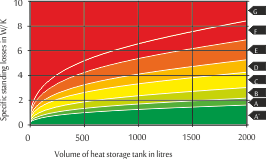 10
8
6
4
2
0
Specific standing losses in W/K
0
500
1000
1500
2000
Volume of heat storage tank in litres
G
F
E
D
C
B
A
A+